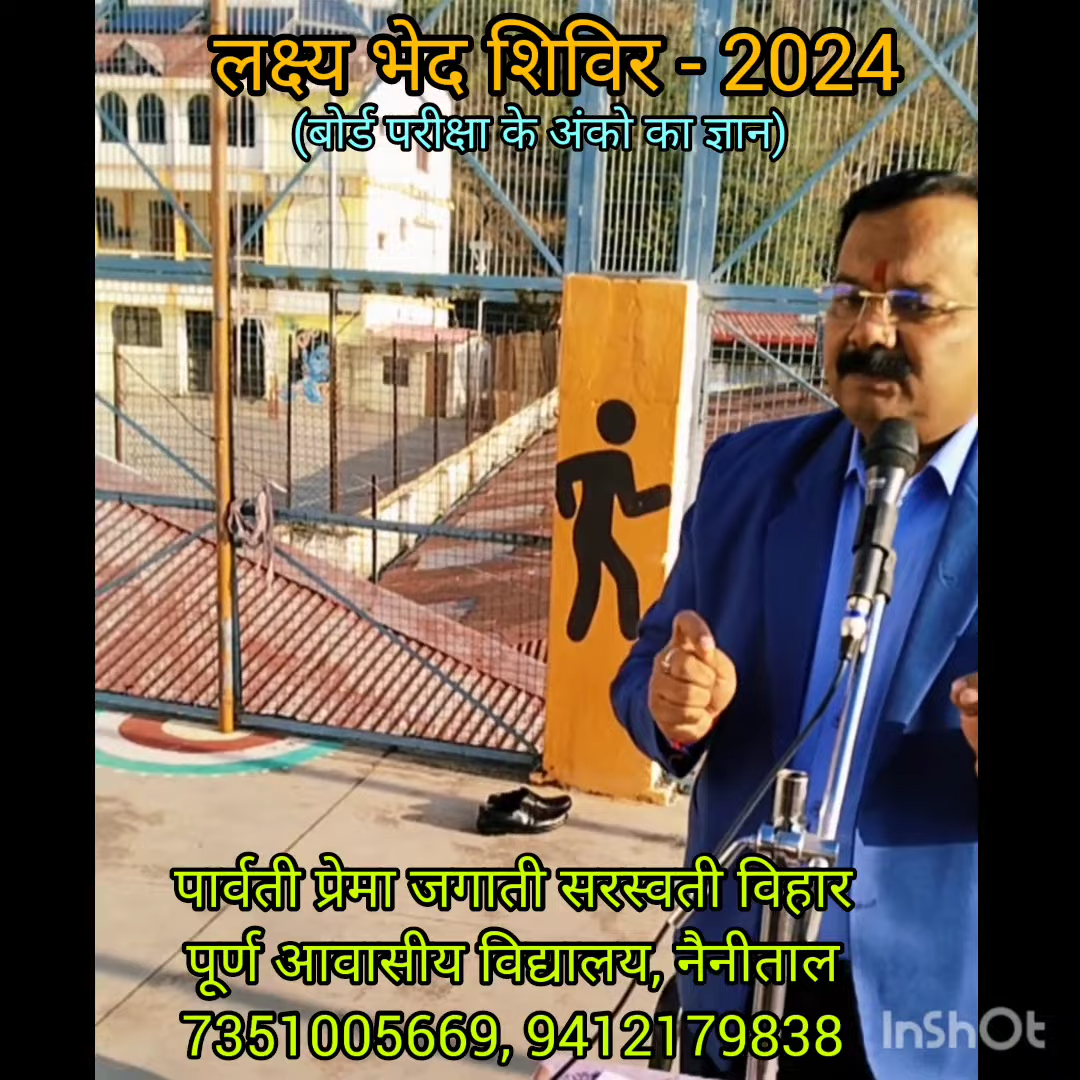 लक्ष्य भेद शिविर - 2024
(बोर्ड परीक्षा के अंको का ज्ञान)
पार्वती प्रेमा जगाती सरस्वती विहार
पूर्ण आवासीय विद्यालय, नैनीताल
7351005669, 9412179838
InShOt